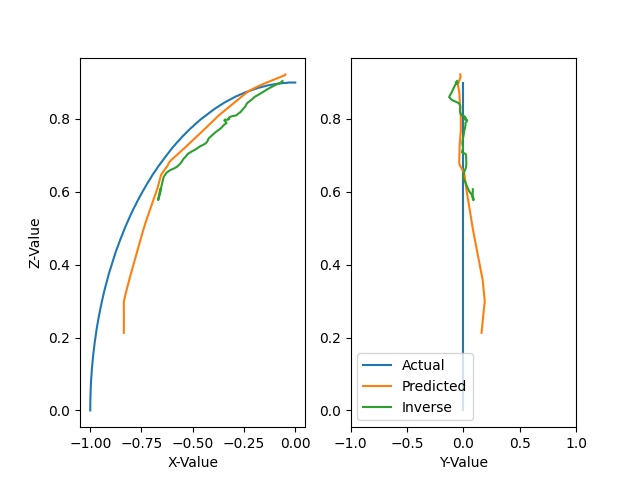 Z-Value
0.8
0.6
0.4
0.2
0.0
−1.00 −0.75 −0.50 −0.25 0.00
X-Value
0.8
0.6
0.4
0.2
0.0
Actual
Predicted
Inverse
−1.0 −0.5 0.0 0.5 1.0
Y-Value